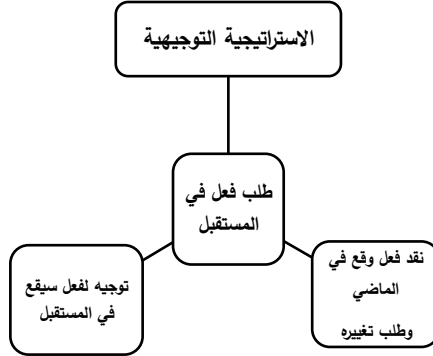 الاستراتيجية التوجيهية
طلب فعل في
المستقبل
نقد فعل وقع في
الماضي
وطلب تغييره
توجيه لفعل سيقع
في المستقبل